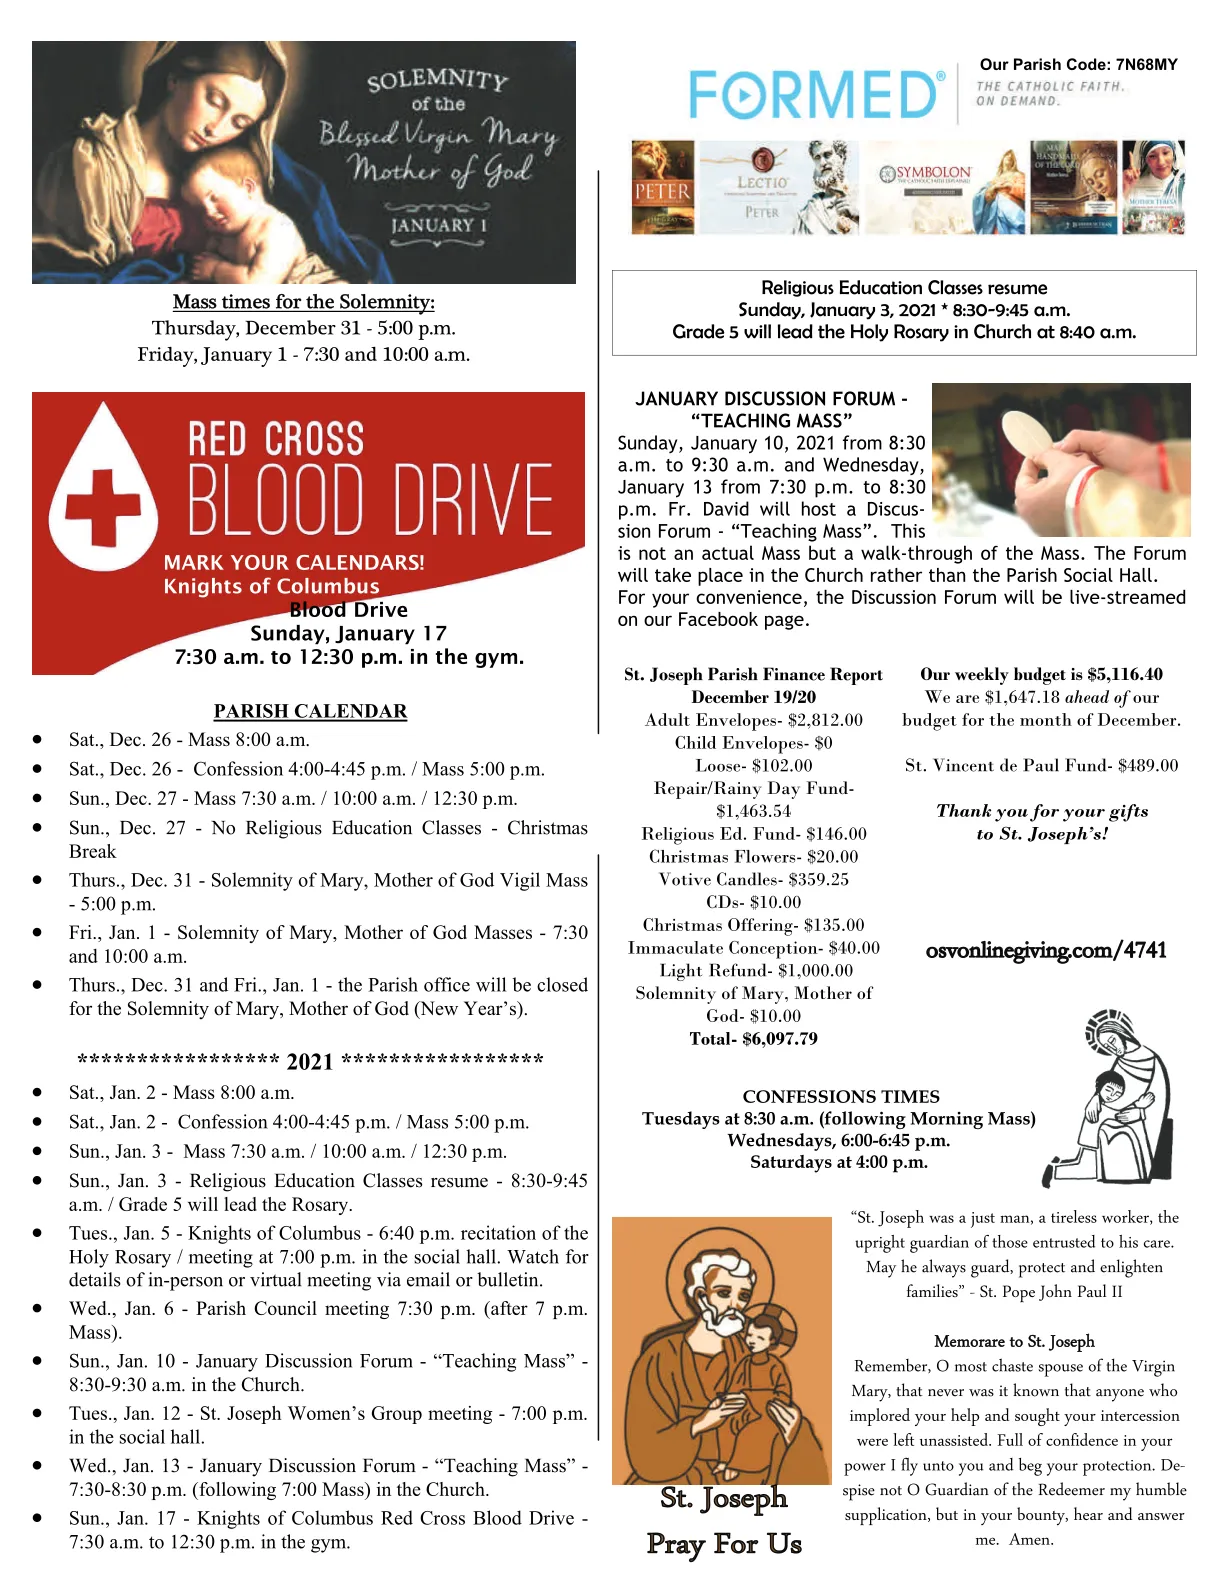 SOLEMNITY
of the
Blessed Virgin Mary
Mother of God
JANUARY 1
Mass times for the Solemnity:
Thursday, December 31 - 5:00 p.m.
Friday, January 1 - 7:30 and 10:00 a.m.
RED CROSS
BLOOD DRIVE
MARK YOUR CALENDARS!
Knights of Columbus
Blood Drive
Sunday, January 17
7:30 a.m. to 12:30 p.m. in the gym.
PARISH CALENDAR
• Sat., Dec. 26 - Mass 8:00 a.m.
• Sat., Dec. 26 - Confession 4:00-4:45 p.m. / Mass 5:00 p.m.
• Sun., Dec. 27 - Mass 7:30 a.m. / 10:00 a.m. / 12:30 p.m.
• Sun., Dec. 27 - No Religious Education Classes - Christmas
Break
• Thurs., Dec. 31 - Solemnity of Mary, Mother of God Vigil Mass
- 5:00 p.m.
• Fri., Jan. 1 - Solemnity of Mary, Mother of God Masses - 7:30
and 10:00 a.m.
• Thurs., Dec. 31 and Fri., Jan. 1 - the Parish office will be closed
for the Solemnity of Mary, Mother of God (New Year's).
***************** 2021 *****************
• Sat., Jan. 2 - Mass 8:00 a.m.
• Sat., Jan. 2 - Confession 4:00-4:45 p.m. / Mass 5:00 p.m.
• Sun., Jan. 3 - Mass 7:30 a.m. / 10:00 a.m. / 12:30 p.m.
• Sun., Jan. 3 - Religious Education Classes resume - 8:30-9:45
a.m. / Grade 5 will lead the Rosary.
• Tues., Jan. 5 - Knights of Columbus - 6:40 p.m. recitation of the
Holy Rosary / meeting at 7:00 p.m. in the social hall. Watch for
details of in-person or virtual meeting via email or bulletin.
• Wed., Jan. 6 - Parish Council meeting 7:30 p.m. (after 7 p.m.
Mass).
• Sun., Jan. 10 - January Discussion Forum - “Teaching Mass” -
8:30-9:30 a.m. in the Church.
• Tues., Jan. 12 - St. Joseph Women's Group meeting - 7:00 p.m.
in the social hall.
• Wed., Jan. 13 - January Discussion Forum - “Teaching Mass” -
7:30-8:30 p.m. (following 7:00 Mass) in the Church.
• Sun., Jan. 17 - Knights of Columbus Red Cross Blood Drive -
7:30 a.m. to 12:30 p.m. in the gym.
Our Parish Code: 7N68MY
FORMED®
THE CATHOLIC FAITH.
ON DEMAND.
PETER
LECTIO
PETER
SYMBOLON
MARY
HANDMAID
OF THE LORD
MOTHER TERESA
Religious Education Classes resume
Sunday, January 3, 2021 * 8:30-9:45 a.m.
Grade 5 will lead the Holy Rosary in Church at 8:40 a.m.
JANUARY DISCUSSION FORUM -
“TEACHING MASS”
Sunday, January 10, 2021 from 8:30
a.m. to 9:30 a.m. and Wednesday,
January 13 from 7:30 p.m. to 8:30
p.m. Fr. David will host a Discus-
sion Forum - “Teaching Mass”. This
is not an actual Mass but a walk-through of the Mass. The Forum
will take place in the Church rather than the Parish Social Hall.
For your convenience, the Discussion Forum will be live-streamed
on our Facebook page.
St. Joseph Parish Finance Report
December 19/20
Adult Envelopes- $2,812.00
Child Envelopes- $0
Loose- $102.00
Repair/Rainy Day Fund-
$1,463.54
Religious Ed. Fund- $146.00
Christmas Flowers- $20.00
Votive Candles- $359.25
CDs- $10.00
Christmas Offering- $135.00
Immaculate Conception- $40.00
Light Refund- $1,000.00
Solemnity of Mary, Mother of
God- $10.00
Total- $6,097.79
Our weekly budget is $5,116.40
We are $1,647.18 ahead of our
budget for the month of December.
St. Vincent de Paul Fund- $489.00
Thank you for your gifts
to St. Joseph's!
osvonlinegiving.com/4741
CONFESSIONS TIMES
Tuesdays at 8:30 a.m. (following Morning Mass)
Wednesdays, 6:00-6:45 p.m.
Saturdays at 4:00 p.m.
St. Joseph
Pray For Us
“St. Joseph was a just man, a tireless worker, the
upright guardian of those entrusted to his care.
May he always guard, protect and enlighten
families” - St. Pope John Paul II
Memorare to St. Joseph
Remember, O most chaste spouse of the Virgin
Mary, that never was it known that anyone who
implored your help and sought your intercession
were left unassisted. Full of confidence in your
power I fly unto you and beg your protection. De-
spise not O Guardian of the Redeemer my humble
supplication, but in your bounty, hear and answer
me. Amen.